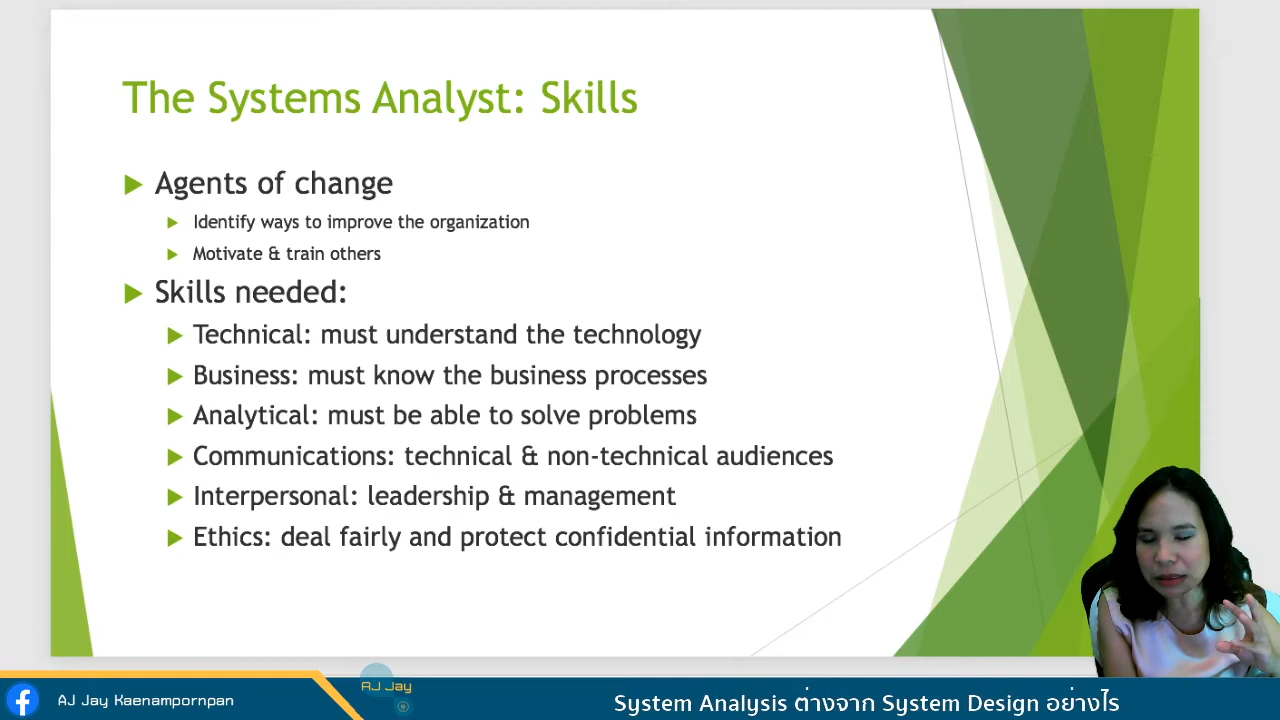 The Systems Analyst: Skills
Agents of change
Identify ways to improve the organization
Motivate & train others
Skills needed:
Technical: must understand the technology
Business: must know the business processes
Analytical: must be able to solve problems
Communications: technical & non-technical audiences
Interpersonal: leadership & management
Ethics: deal fairly and protect confidential information
AJ Jay Kaenampornpan
AJ Jay
System Analysis ต่างจาก System Design อย่างไร